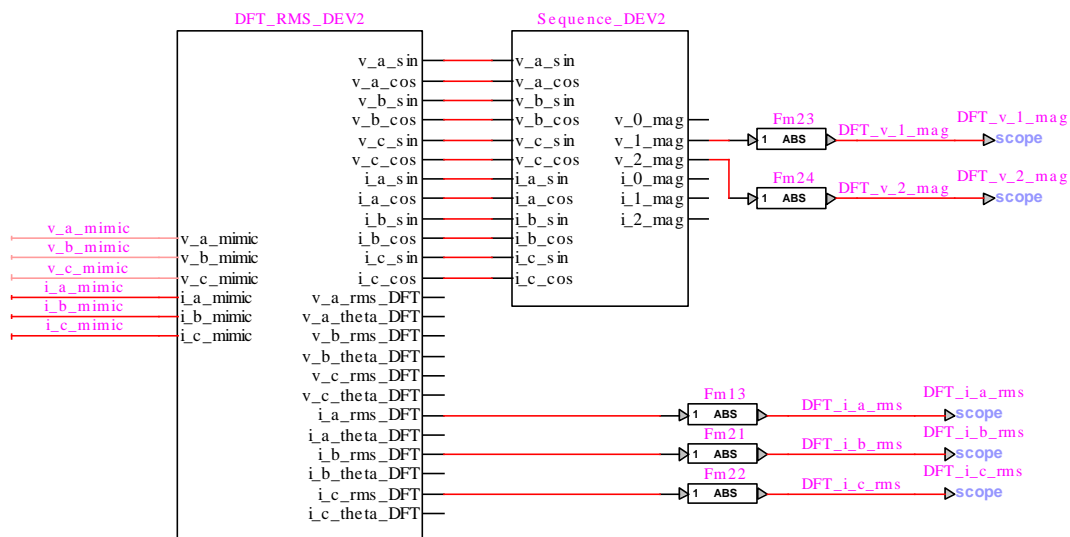 DFT_RMS_DEV2
Sequence_DEV2
v_a_sin
v_a_cos
v_b_sin
v_b_cos
v_c_sin
v_c_cos
i_a_sin
i_a_cos
i_b_sin
i_b_cos
i_c_sin
i_c_cos
v_a_rms_DFT
v_a_theta_DFT
v_b_rms_DFT
v_b_theta_DFT
v_c_rms_DFT
v_c_theta_DFT
i_a_rms_DFT
i_a_theta_DFT
i_b_rms_DFT
i_b_theta_DFT
i_c_rms_DFT
i_c_theta_DFT
v_a_mimic
v_b_mimic
v_c_mimic
i_a_mimic
i_b_mimic
i_c_mimic
v_a_mimic
v_b_mimic
v_c_mimic
i_a_mimic
i_b_mimic
i_c_mimic
v_a_sin
v_a_cos
v_b_sin
v_b_cos
v_c_sin
v_c_cos
i_a_sin
i_a_cos
i_b_sin
i_b_cos
i_c_sin
i_c_cos
v_0_mag
v_1_mag
v_2_mag
i_0_mag
i_1_mag
i_2_mag
Fm23
1 ABS
DFT_v_1_mag
DFT_v_1_mag
scope
Fm24
1 ABS
DFT_v_2_mag
DFT_v_2_mag
scope
Fm13
1 ABS
DFT_i_a_rms
DFT_i_a_rms
scope
Fm21
1 ABS
DFT_i_b_rms
DFT_i_b_rms
scope
Fm22
1 ABS
DFT_i_c_rms
DFT_i_c_rms
scope